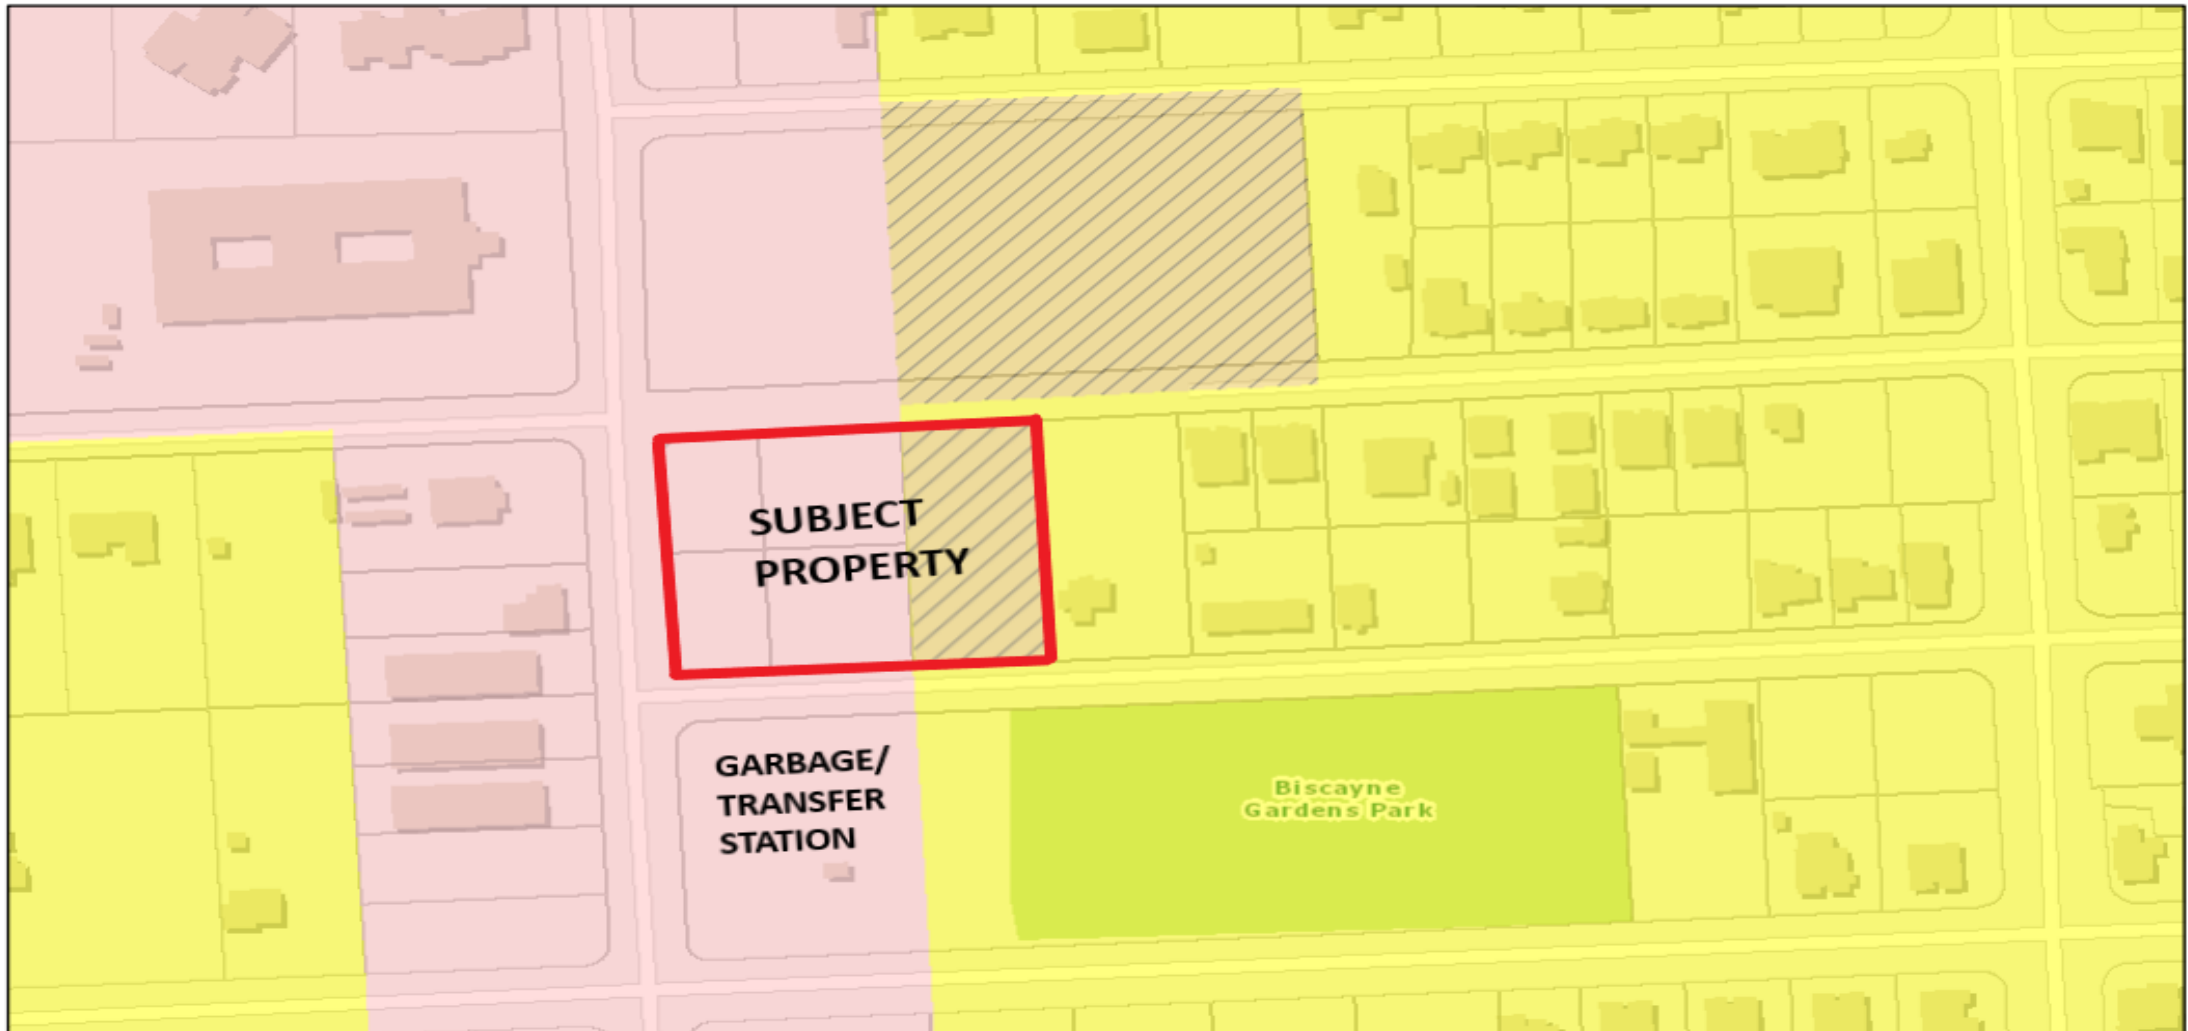 SUBJECT
PROPERTY
GARBAGE/
TRANSFER
STATION
Biscayne
Gardens Park